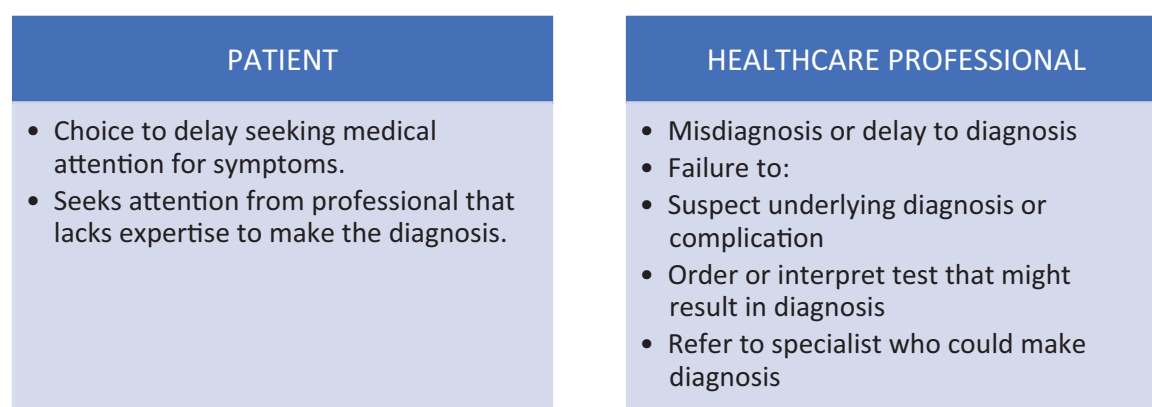 PATIENT
• Choice to delay seeking medical
attention for symptoms.
• Seeks attention from professional that
lacks expertise to make the diagnosis.
HEALTHCARE PROFESSIONAL
• Misdiagnosis or delay to diagnosis
• Failure to:
• Suspect underlying diagnosis or
complication
• Order or interpret test that might
result in diagnosis
• Refer to specialist who could make
diagnosis